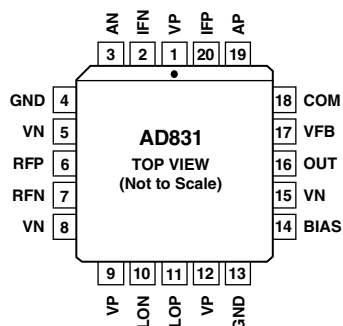 AN IFN VP IFP AP
3 2 1 20 19
GND 4
VN 5
RFP 6
RFN 7
VN 8
AD831
TOP VIEW
(Not to Scale)
18 COM
17 VFB
16 OUT
15 VN
14 BIAS
9 10 11 12 13
VP LON LOP VP GND